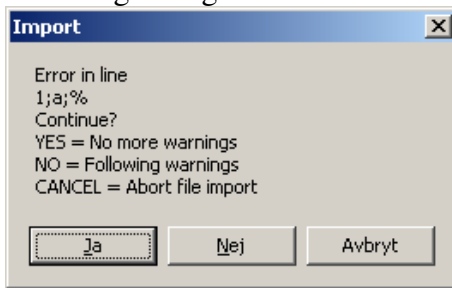 Import
Error in line
1;a;%
Continue?
YES = No more warnings
NO = Following warnings
CANCEL = Abort file import
Ja
Nej
Avbryt